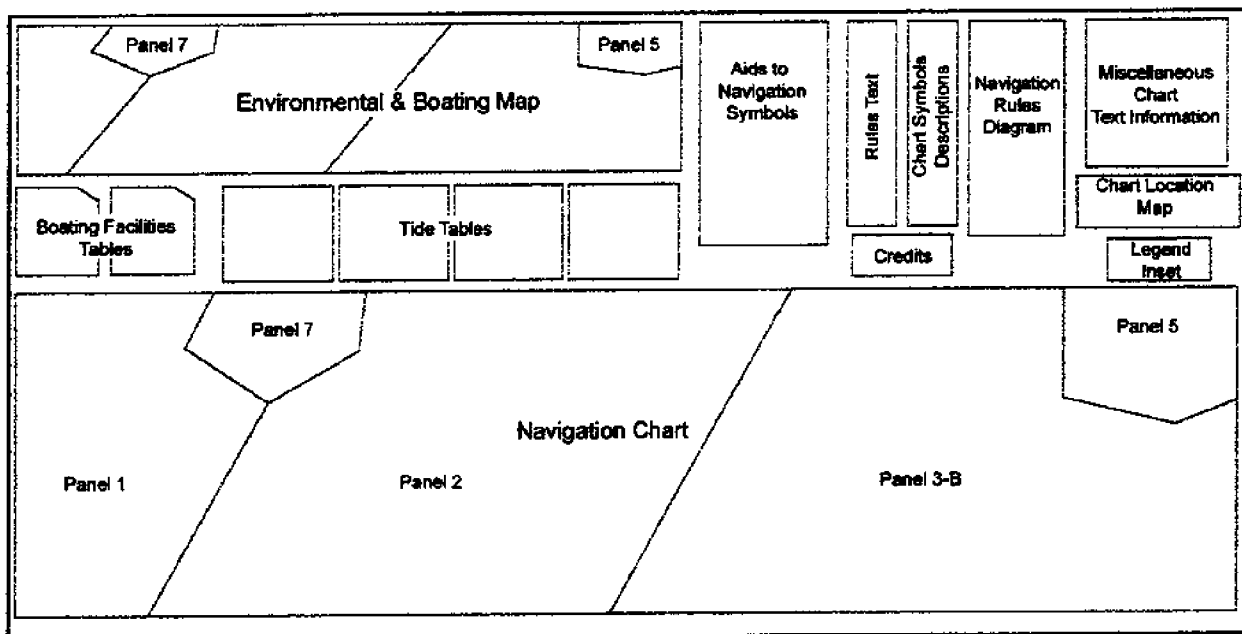 Panel 7
Panel 5
Environmental & Boating Map
Aids to
Navigation
Symbols
Rules Text
Chart Symbols
Descriptions
Navigation
Rules
Diagram
Miscellaneous
Chart
Text Information
Chart Location
Map
Boating Facilities
Tables
Tide Tables
Credits
Legend
Inset
Panel 7
Panel 5
Navigation Chart
Panel 1
Panel 2
Panel 3-B